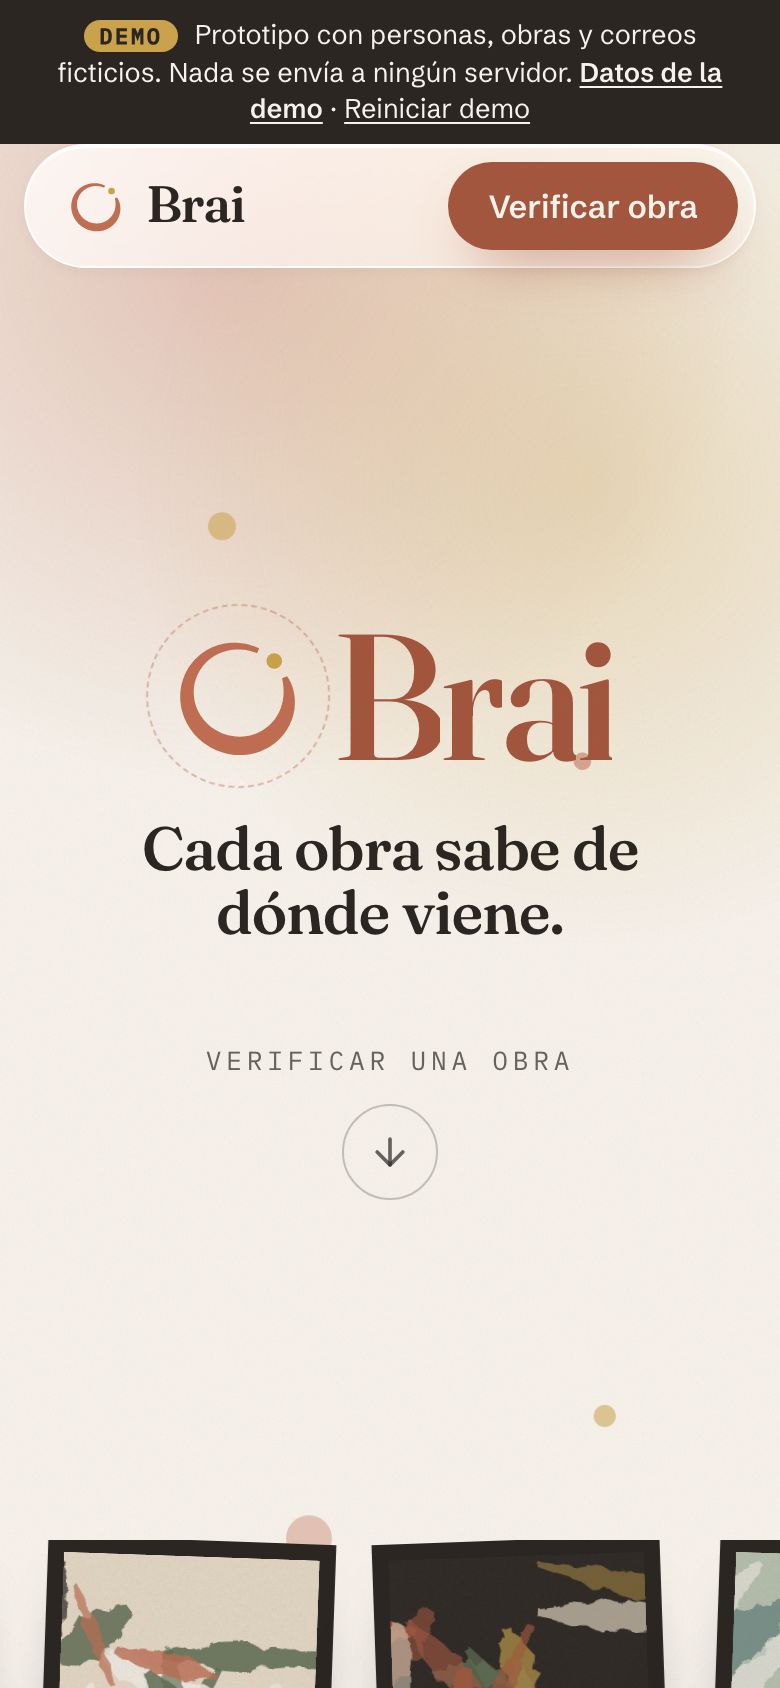 DEMO Prototipo con personas, obras y correos
ficticios. Nada se envía a ningún servidor. Datos de la
demo · Reiniciar demo
Brai
Verificar obra
Brai
Cada obra sabe de
dónde viene.
VERIFICAR UNA OBRA